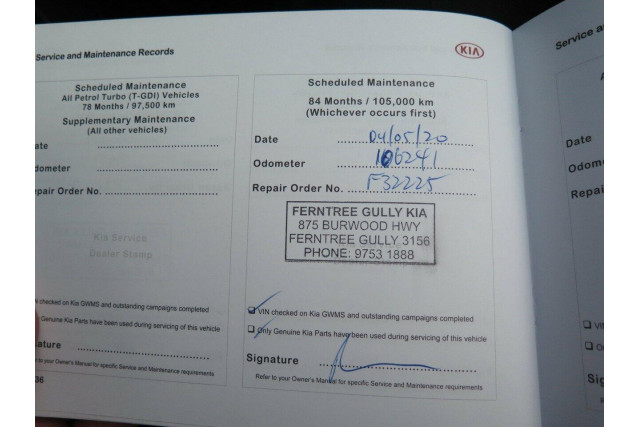 Service and Maintenance Records
Scheduled Maintenance
All Petrol Turbo (T-GDI) Vehicles
78 Months / 97,500 km
Supplementary Maintenance
(All other vehicles)
ate
dometer
epair Order No.
Kia Service
Dealer Stamp
N checked on Kia GWMS and outstanding campaigns completed
Genuine Kia Parts have been used during servicing of this vehicle
nature
Refer to your Owner's Manual for specific Service and Maintenance requirements
36
KIA
Scheduled Maintenance
84 Months / 105,000 km
(Whichever occurs first)
Date 04/05/20
Odometer 106241
Repair Order No. F32225
FERNTREE GULLY KIA
875 BURWOOD HWY
FERNTREE GULLY 3156
PHONE: 9753 1888
VIN checked on Kia GWMS and outstanding campaigns completed
Only Genuine Kia Parts have been used during servicing of this vehicle
Signature
Refer to your Owner's Manual for specific Service and Maintenance requirements
Service a
Date
Odom
Repai
VI
O
Sig